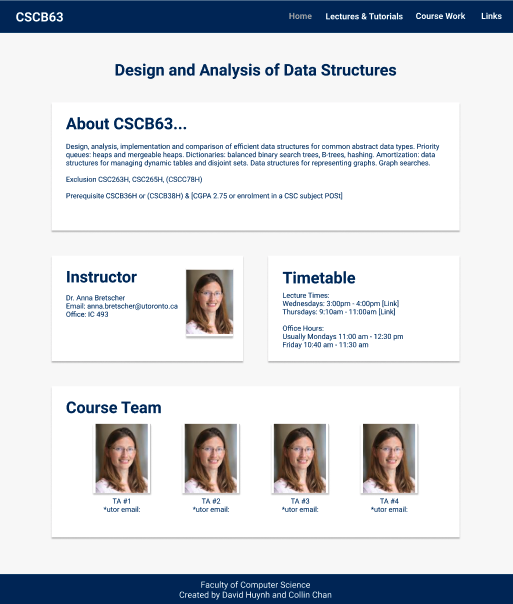 CSCB63
Home
Lectures & Tutorials
Course Work
Links
Design and Analysis of Data Structures
About CSCB63...
Design, analysis, implementation and comparison of efficient data structures for common abstract data types. Priority
queues: heaps and mergeable heaps. Dictionaries: balanced binary search trees, B-trees, hashing. Amortization: data
structures for managing dynamic tables and disjoint sets. Data structures for representing graphs. Graph searches.
Exclusion CSC263H, CSC265H, (CSCC78H)
Prerequisite CSCB36H or (CSCB38H) & [CGPA 2.75 or enrolment in a CSC subject POSt]
Instructor
Dr. Anna Bretscher
Email: anna.bretscher@utoronto.ca
Office: IC 493
Timetable
Lecture Times:
Wednesdays: 3:00pm - 4:00pm [Link]
Thursdays: 9:10am - 11:00am [Link]
Office Hours:
Usually Mondays 11:00 am - 12:30 pm
Friday 10:40 am - 11:30 am
Course Team
TA #1
*utor email:
TA #2
*utor email:
TA #3
*utor email:
TA #4
*utor email:
Faculty of Computer Science
Created by David Huynh and Collin Chan